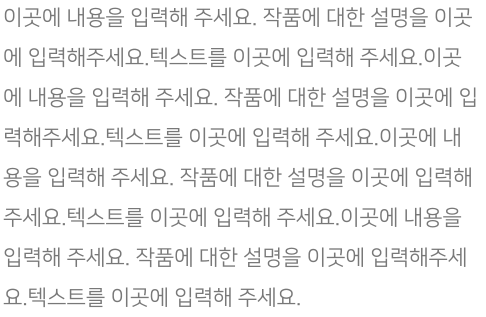 이곳에 내용을 입력해 주세요. 작품에 대한 설명을 이곳
에 입력해주세요.텍스트를 이곳에 입력해 주세요.이곳
에 내용을 입력해 주세요. 작품에 대한 설명을 이곳에 입
력해주세요.텍스트를 이곳에 입력해 주세요.이곳에 내
용을 입력해 주세요. 작품에 대한 설명을 이곳에 입력해
주세요.텍스트를 이곳에 입력해 주세요.이곳에 내용을
입력해 주세요. 작품에 대한 설명을 이곳에 입력해주세
요.텍스트를 이곳에 입력해 주세요.